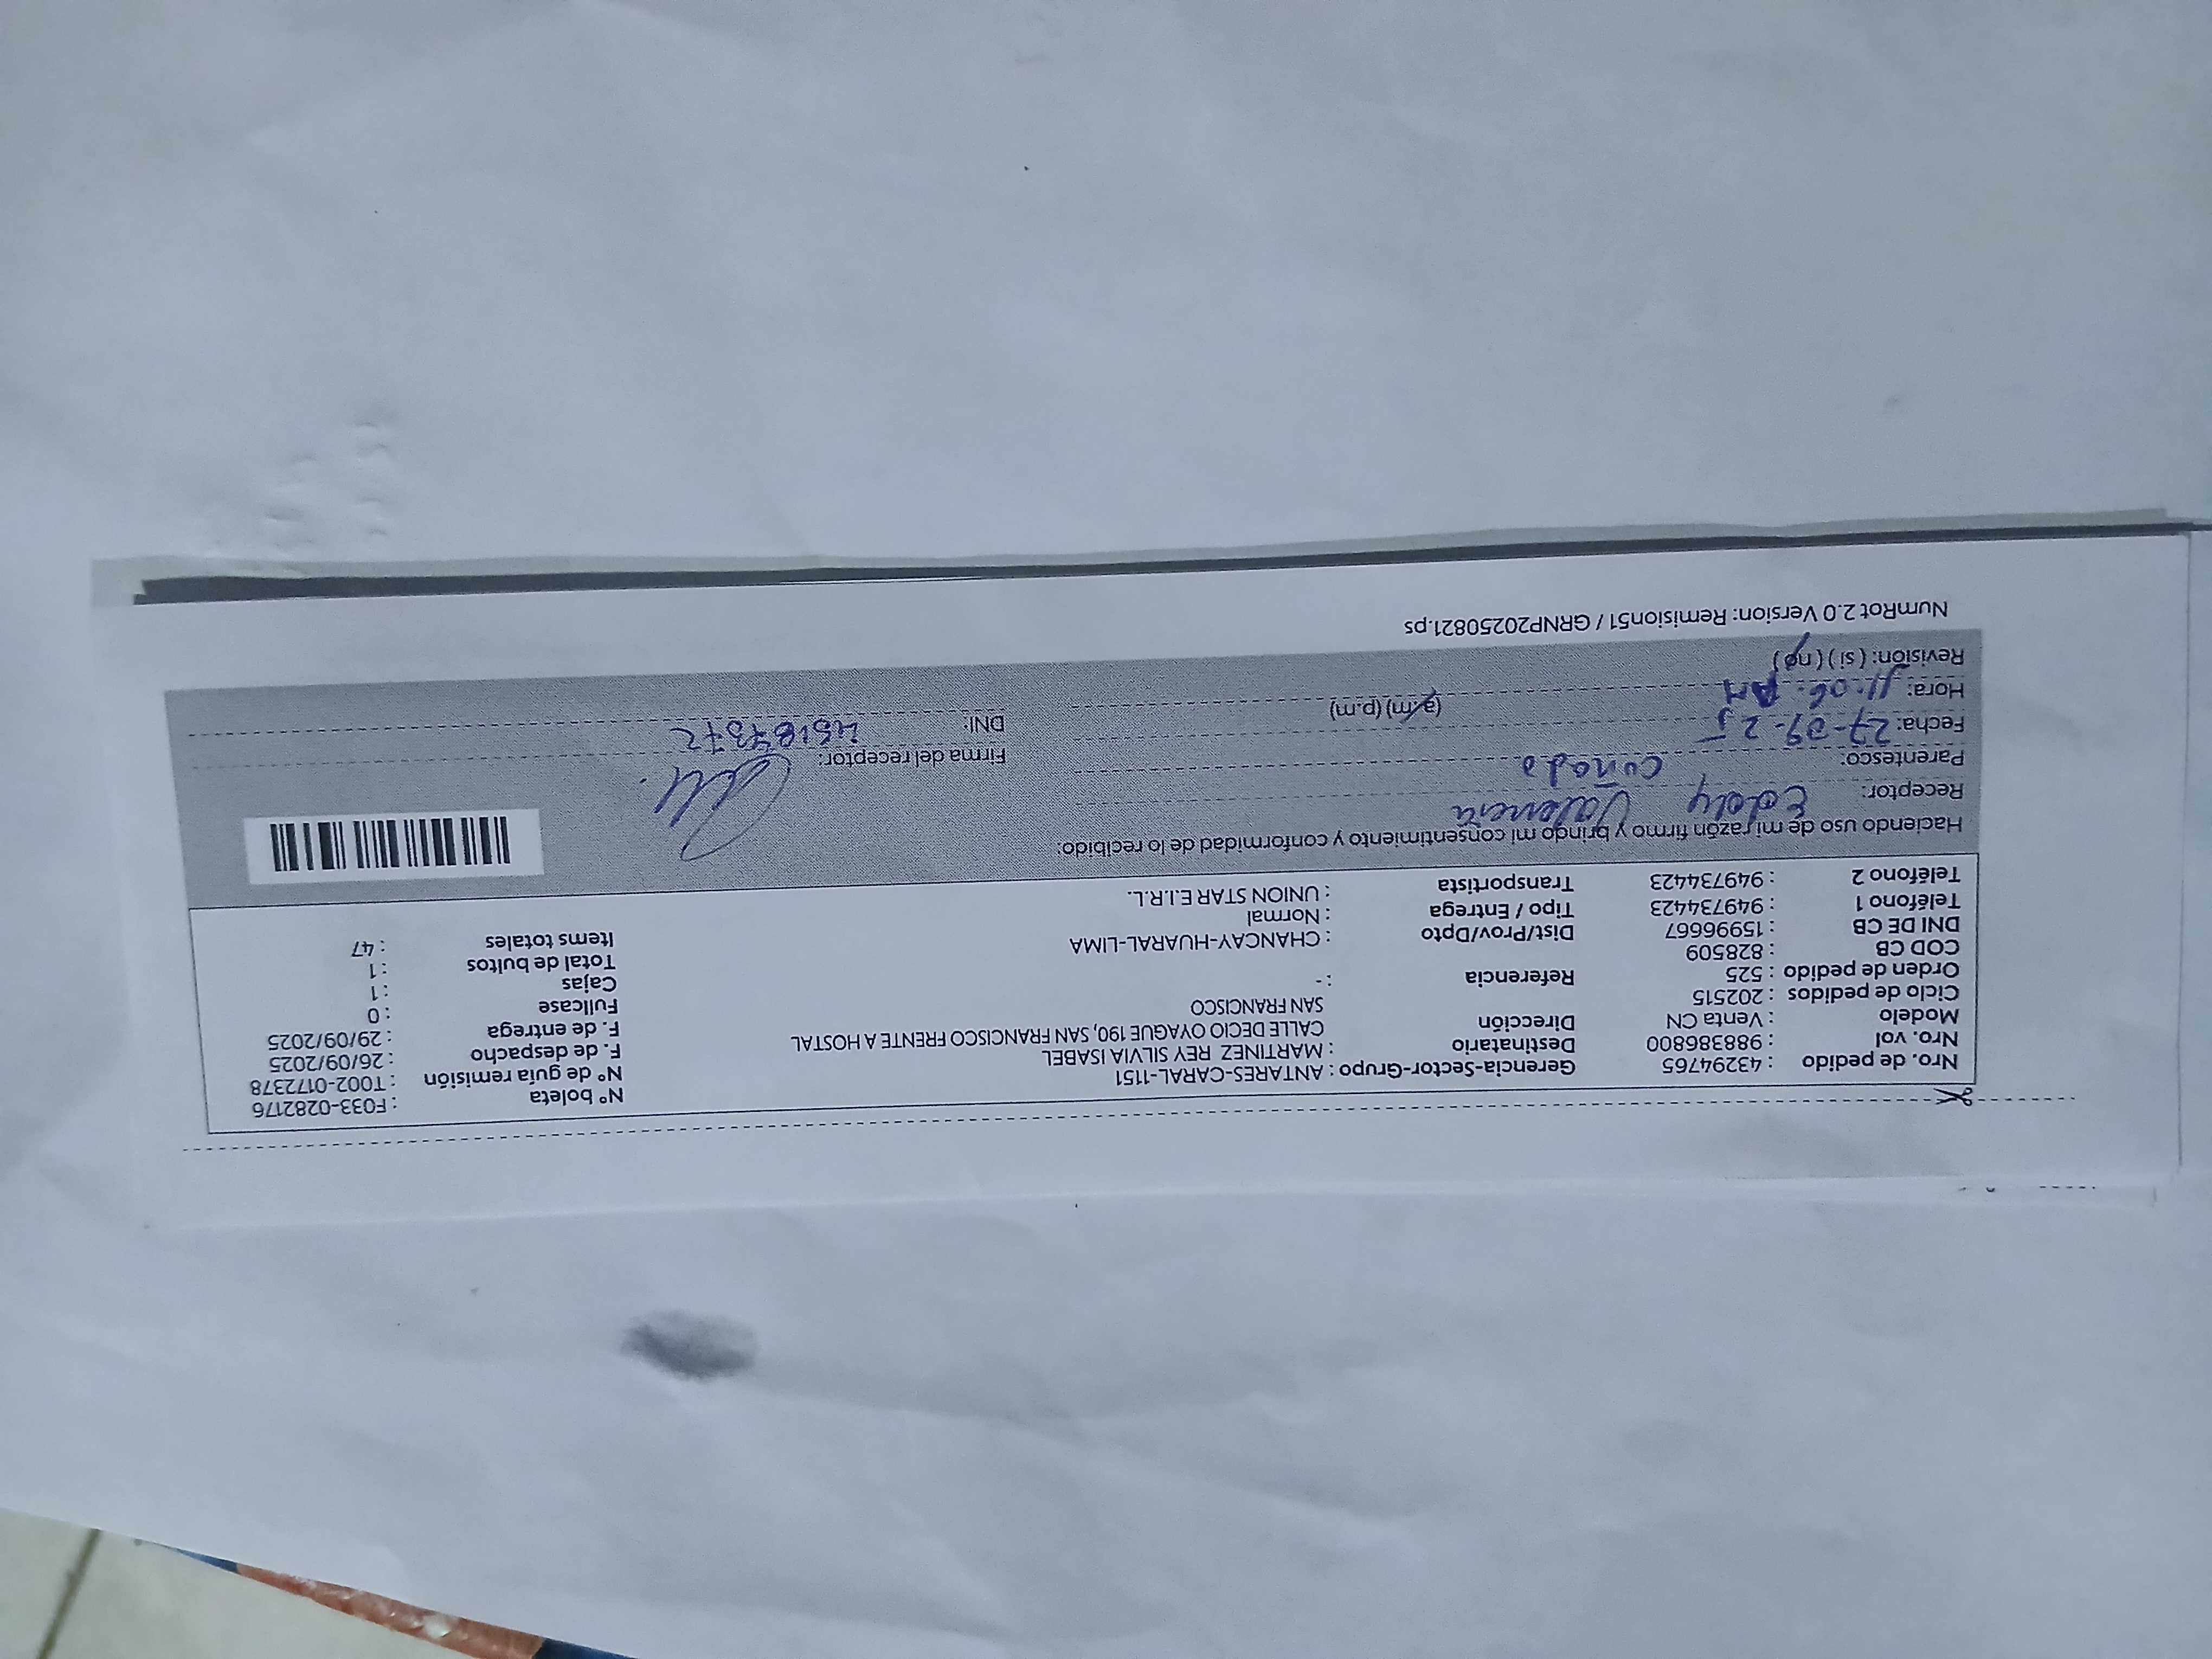 Nro. de pedido : 43294765 Gerencia-Sector-Grupo : ANTARES-CARAL-1151 N° boleta : F033-0282176
Nro. vol : 988386800 Destinatario : MARTINEZ REY SILVIA ISABEL N° de guía remisión : T002-0172378
Modelo : Venta CN Dirección CALLE DECIO OYAGUE 190, SAN FRANCISCO FRENTE A HOSTAL F. de despacho : 26/09/2025
Ciclo de pedidos : 202515 SAN FRANCISCO F. de entrega : 29/09/2025
Orden de pedido : 525 Referencia : - Fullcase : 0
COD CB : 828509 Cajas : 1
DNI DE CB : 15996667 Dist/Prov/Dpto : CHANCAY-HUARAL-LIMA Total de bultos : 1
Teléfono 1 : 949734423 Tipo / Entrega : Normal Items totales : 47
Teléfono 2 : 949734423 Transportista : UNION STAR E.I.R.L.
Haciendo uso de mi razón firmo y brindo mi consentimiento y conformidad de lo recibido:
Receptor: Eddy Valencia
Parentesco: Cuñado Firma del receptor:
Fecha: 27-09-25 DNI:
Hora: 11:06. AM (a.m) (p.m)
Revisión: (si) (no)
NumRot 2.0 Version: Remision51 / GRNP20250821.ps